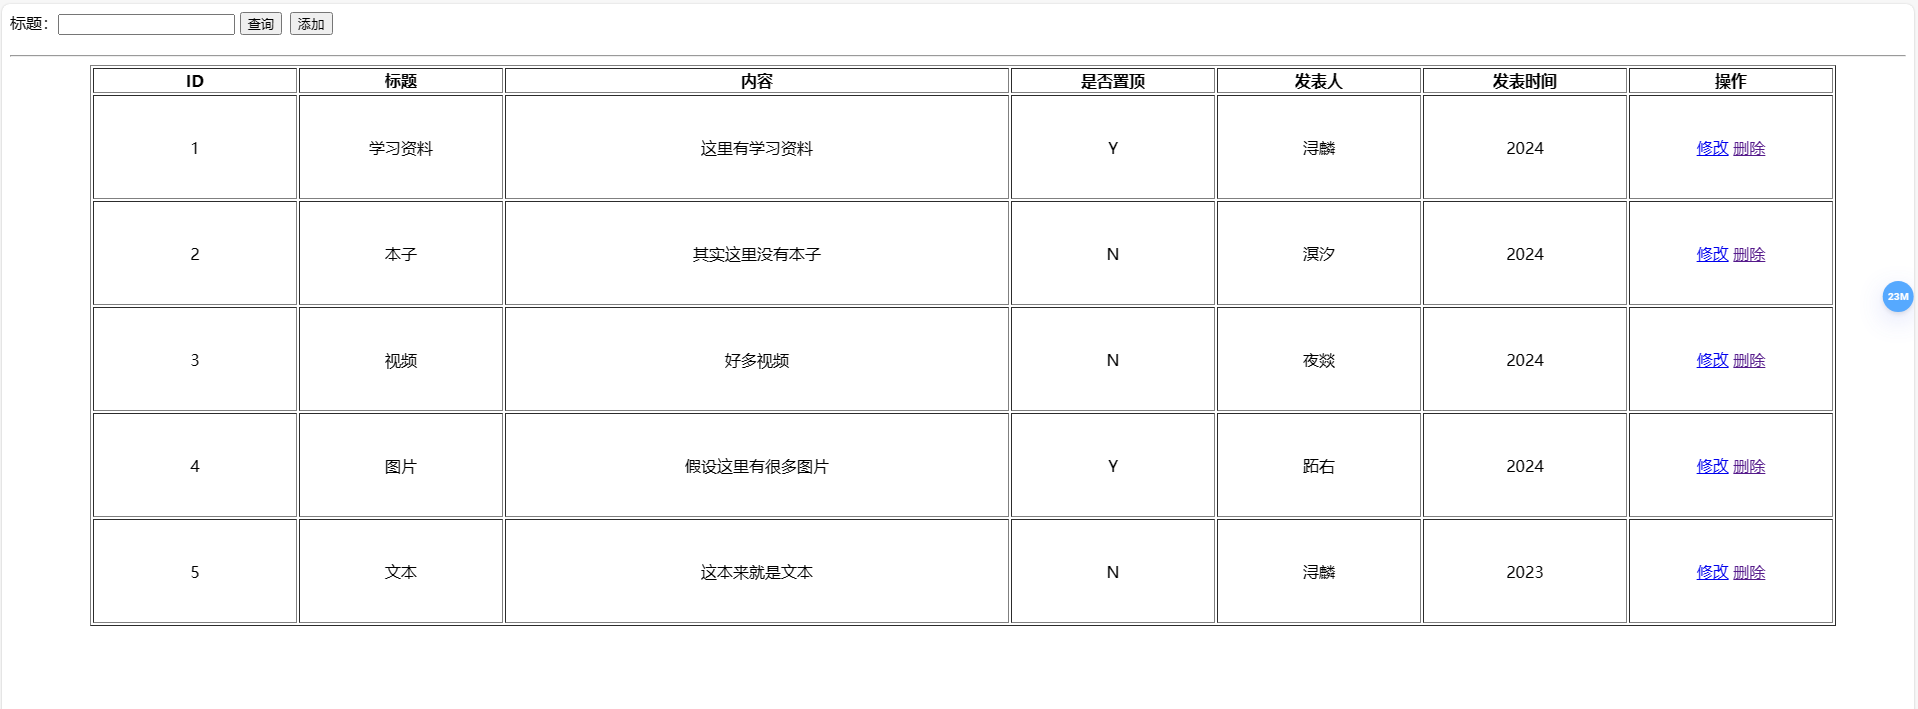 标题： 查询 添加
ID 标题 内容 是否置顶 发表人 发表时间 操作
1 学习资料 这里有学习资料 Y 浔麟 2024 修改 删除
2 本子 其实这里没有本子 N 溟汐 2024 修改 删除
3 视频 好多视频 N 夜燚 2024 修改 删除
4 图片 假设这里有很多图片 Y 跖右 2024 修改 删除
5 文本 这本来就是文本 N 浔麟 2023 修改 删除
23M